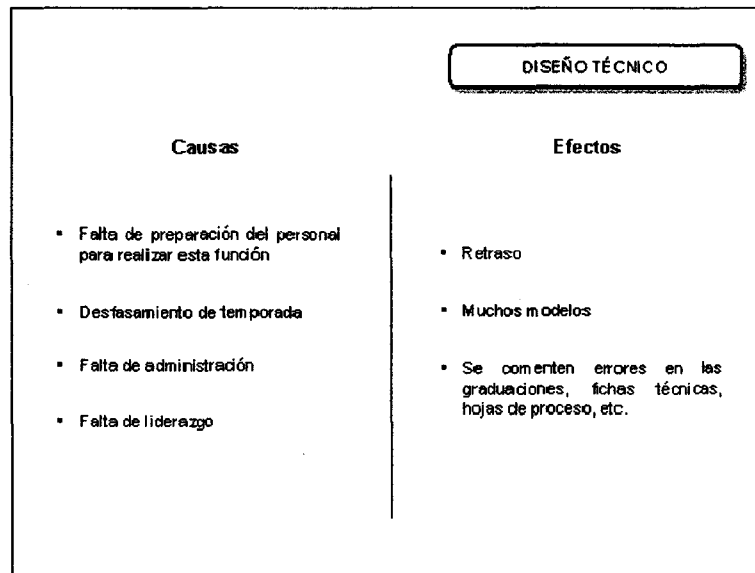 DISEÑO TÉCNICO
Causas
▪ Falta de preparación del personal
para realizar esta función
▪ Desfasamiento de temporada
▪ Falta de administración
▪ Falta de liderazgo
Efectos
▪ Retraso
▪ Muchos modelos
▪ Se comenten errores en las
graduaciones, fichas técnicas,
hojas de proceso, etc.